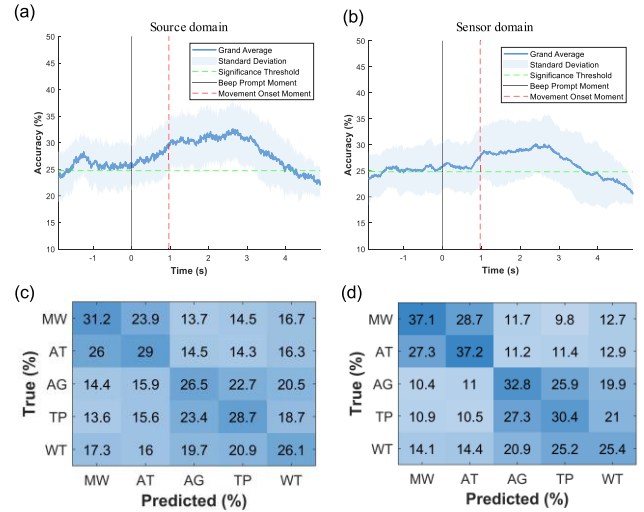 (a)
Source domain
50
45
40
35
30
25
20
15
10
Accuracy (%)
-1
0
1
2
3
4
Time (s)
Grand Average
Standard Deviation
Significance Threshold
Beep Prompt Moment
Movement Onset Moment
(b)
Sensor domain
50
45
40
35
30
25
20
15
10
Accuracy (%)
-1
0
1
2
3
4
Time (s)
Grand Average
Standard Deviation
Significance Threshold
Beep Prompt Moment
Movement Onset Moment
(c)
True (%)
MW 31.2 23.9 13.7 14.5 16.7
AT 26 29 14.5 14.3 16.3
AG 14.4 15.9 26.5 22.7 20.5
TP 13.6 15.6 23.4 28.7 18.7
WT 17.3 16 19.7 20.9 26.1
MW AT AG TP WT
Predicted (%)
(d)
True (%)
MW 37.1 28.7 11.7 9.8 12.7
AT 27.3 37.2 11.2 11.4 12.9
AG 10.4 11 32.8 25.9 19.9
TP 10.9 10.5 27.3 30.4 21
WT 14.1 14.4 20.9 25.2 25.4
MW AT AG TP WT
Predicted (%)